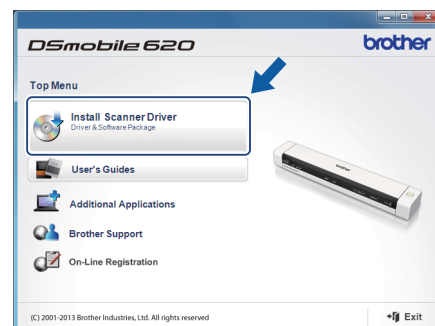 DSmobile 620
brother
Top Menu
Install Scanner Driver
Driver & Software Package
User's Guides
brother
Additional Applications
Brother Support
On-Line Registration
(C) 2001-2013 Brother Industries, Ltd. All rights reserved
Exit